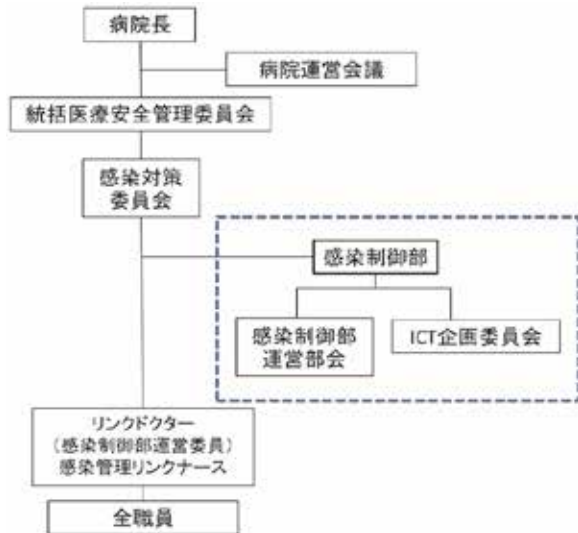 病院長
病院運営会議
統括医療安全管理委員会
感染対策
委員会
感染制御部
感染制御部
運営部会
ICT企画委員会
リンクドクター
（感染制御部運営委員）
感染管理リンクナース
全職員